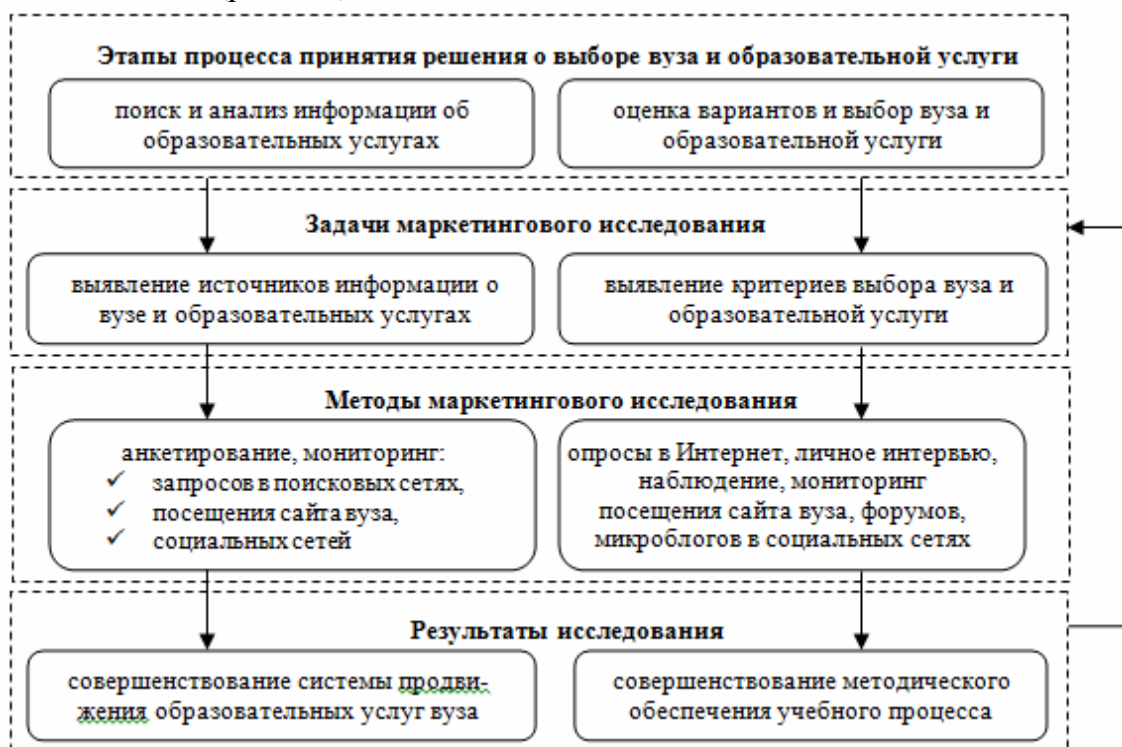 Этапы процесса принятия решения о выборе вуза и образовательной услуги
поиск и анализ информации об
образовательных услугах
оценка вариантов и выбор вуза и
образовательной услуги
Задачи маркетингового исследования
выявление источников информации о
вузе и образовательных услугах
выявление критериев выбора вуза и
образовательной услуги
Методы маркетингового исследования
анкетирование, мониторинг:
✓ запросов в поисковых сетях,
✓ посещения сайта вуза,
✓ социальных сетей
опросы в Интернет, личное интервью,
наблюдение, мониторинг
посещения сайта вуза, форумов,
микроблогов в социальных сетях
Результаты исследования
совершенствование системы продви-
жения образовательных услуг вуза
совершенствование методического
обеспечения учебного процесса